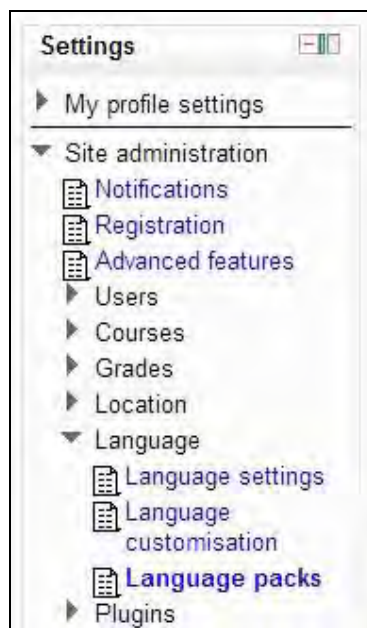 Settings
My profile settings
Site administration
Notifications
Registration
Advanced features
Users
Courses
Grades
Location
Language
Language settings
Language
customisation
Language packs
Plugins